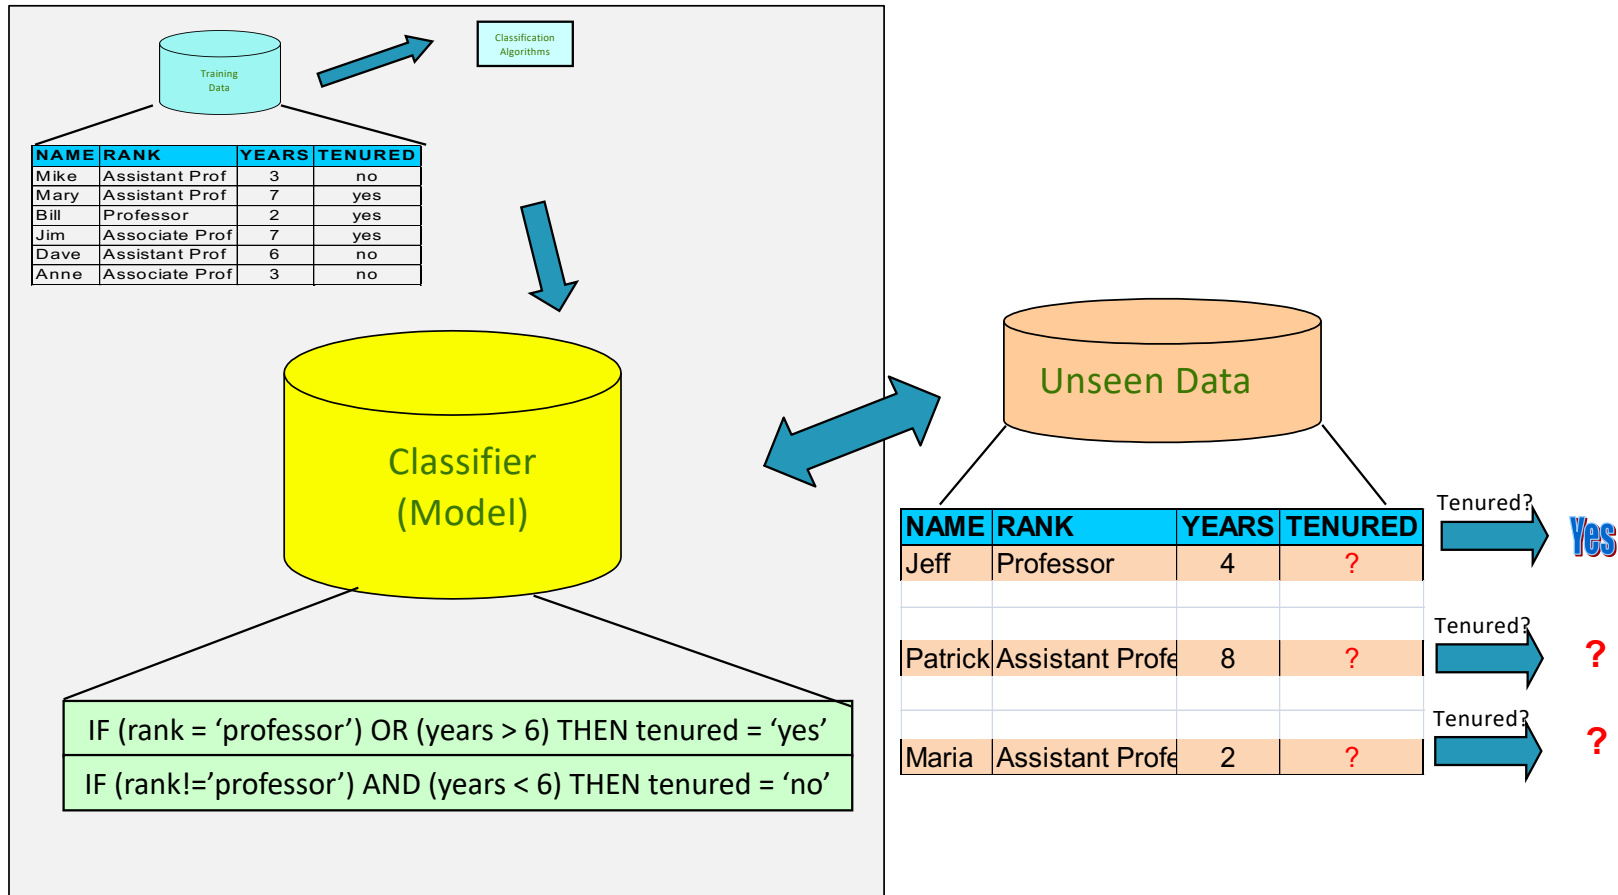 Classification
Algorithms
Training
Data
NAME RANK YEARS TENURED
Mike Assistant Prof 3 no
Mary Assistant Prof 7 yes
Bill Professor 2 yes
Jim Associate Prof 7 yes
Dave Assistant Prof 6 no
Anne Associate Prof 3 no
Classifier
(Model)
IF (rank = ‘professor’) OR (years > 6) THEN tenured = ‘yes’
IF (rank!=’professor’) AND (years < 6) THEN tenured = ‘no’
Unseen Data
NAME RANK YEARS TENURED
Jeff Professor 4 ?
Patrick Assistant Profe 8 ?
Maria Assistant Profe 2 ?
Tenured?
Yes
Tenured?
?
Tenured?
?